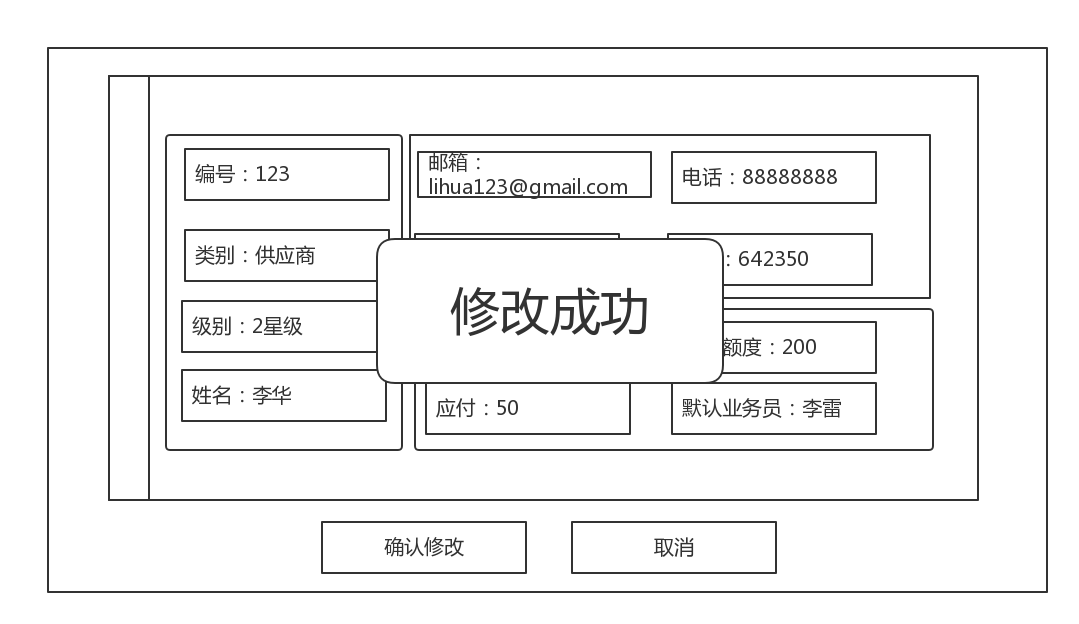 编号：123
邮箱：
lihua123@gmail.com
电话：88888888
类别：供应商
：642350
修改成功
级别：2星级
额度：200
姓名：李华
应付：50
默认业务员：李雷
确认修改
取消